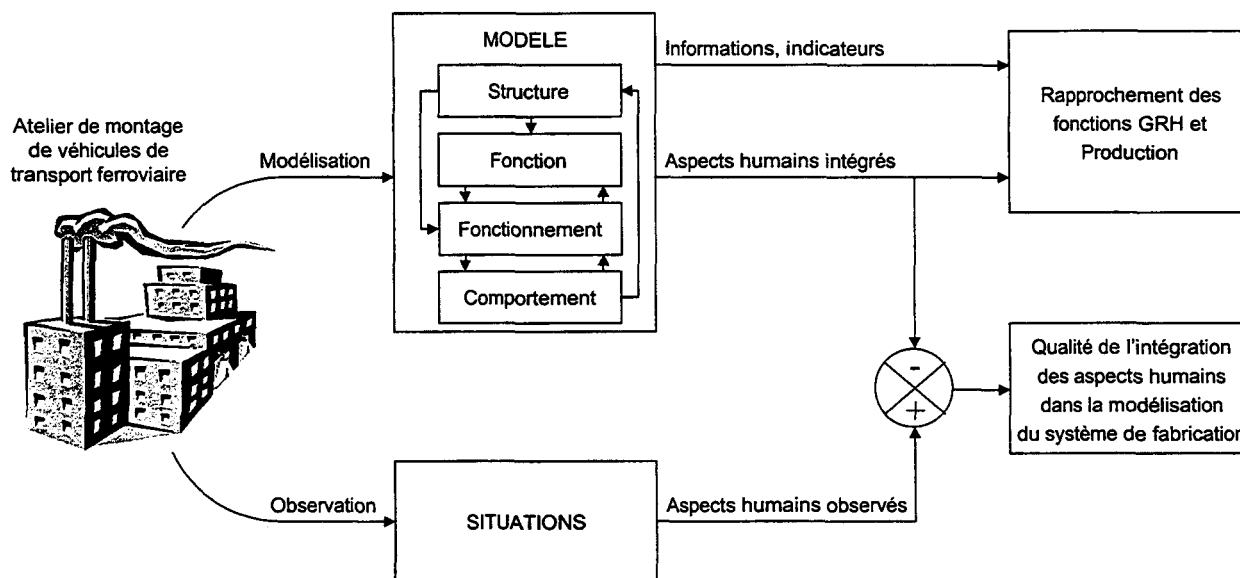 Atelier de montage
de véhicules de
transport ferroviaire
Modélisation
MODELE
Structure
Fonction
Fonctionnement
Comportement
Informations, indicateurs
Aspects humains intégrés
Rapprochement des
fonctions GRH et
Production
-
+
Qualité de l'intégration
des aspects humains
dans la modélisation
du système de fabrication
Observation
SITUATIONS
Aspects humains observés